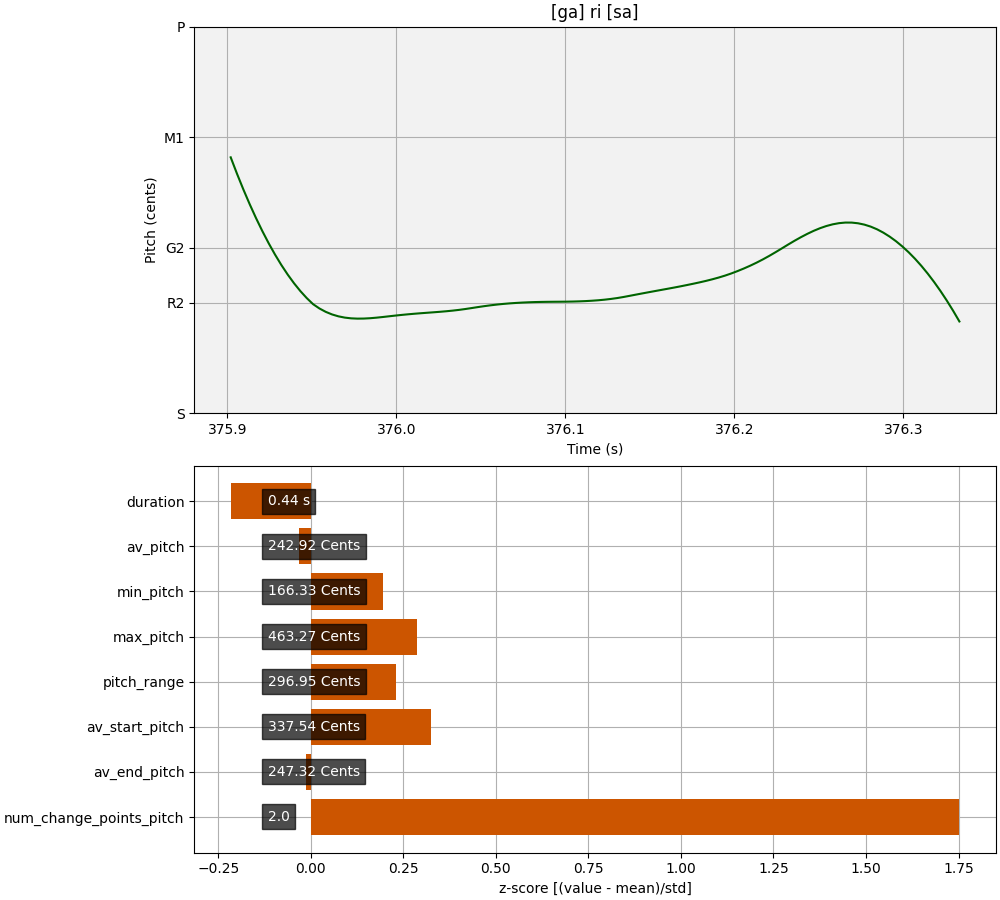 [ga] ri [sa]
P
M1
G2
R2
S
Pitch (cents)
375.9 376.0 376.1 376.2 376.3
Time (s)
duration 0.44 s
av_pitch 242.92 Cents
min_pitch 166.33 Cents
max_pitch 463.27 Cents
pitch_range 296.95 Cents
av_start_pitch 337.54 Cents
av_end_pitch 247.32 Cents
num_change_points_pitch 2.0
−0.25 0.00 0.25 0.50 0.75 1.00 1.25 1.50 1.75
z-score [(value - mean)/std]